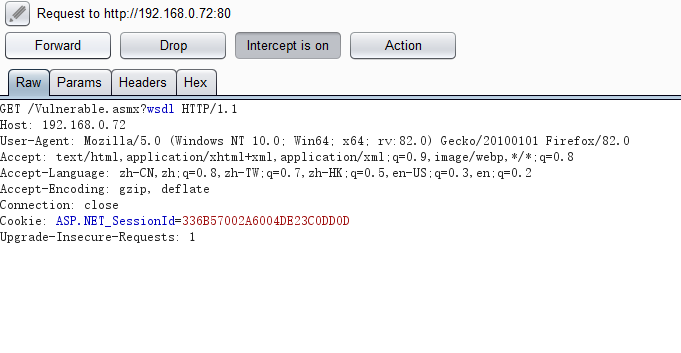 Request to http://192.168.0.72:80
Forward Drop Intercept is on Action
Raw Params Headers Hex
GET /Vulnerable.asmx?wsdl HTTP/1.1
Host: 192.168.0.72
User-Agent: Mozilla/5.0 (Windows NT 10.0; Win64; x64; rv:82.0) Gecko/20100101 Firefox/82.0
Accept: text/html,application/xhtml+xml,application/xml;q=0.9,image/webp,*/*;q=0.8
Accept-Language: zh-CN,zh;q=0.8,zh-TW;q=0.7,zh-HK;q=0.5,en-US;q=0.3,en;q=0.2
Accept-Encoding: gzip, deflate
Connection: close
Cookie: ASP.NET_SessionId=336B57002A6004DE23C0DD0D
Upgrade-Insecure-Requests: 1